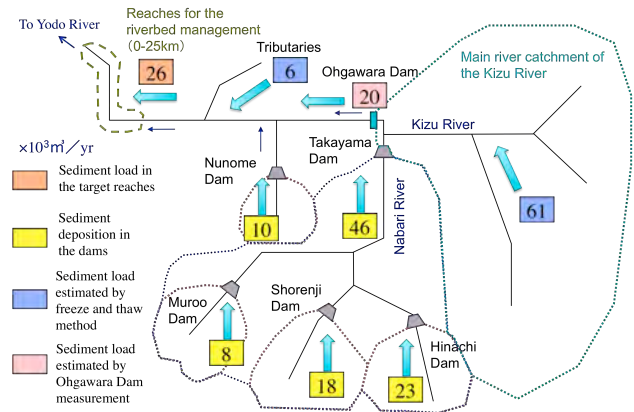 To Yodo River
Reaches for the
riverbed management
（0-25km）
26
Tributaries
6
Ohgawara Dam
20
Main river catchment of
the Kizu River
Kizu River
61
×10³㎥／yr
Sediment load in
the target reaches
Sediment
deposition in
the dams
Sediment load
estimated by
freeze and thaw
method
Sediment load
estimated by
Ohgawara Dam
measurement
Nunome
Dam
10
Takayama
Dam
46
Nabari River
Muroo
Dam
8
Shorenji
Dam
18
Hinachi
Dam
23